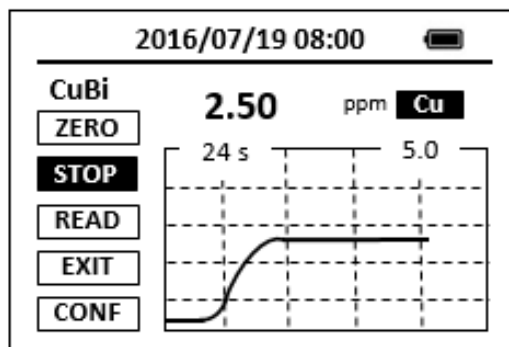 2016/07/19 08:00
CuBi
2.50 ppm Cu
ZERO
24 s 5.0
STOP
READ
EXIT
CONF